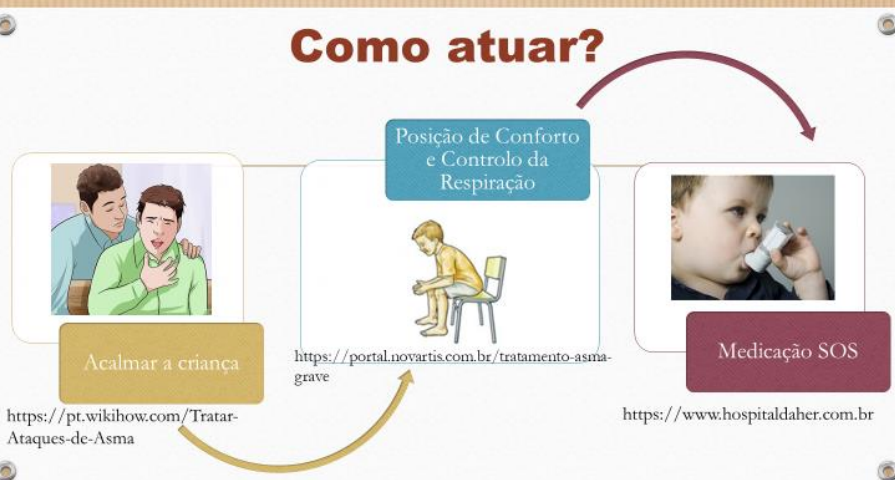 Como atuar?
Posição de Conforto
e Controlo da
Respiração
Acalmar a criança
https://pt.wikihow.com/Tratar-
Ataques-de-Asma
https://portal.novartis.com.br/tratamento-asma-
grave
Medicação SOS
https://www.hospitaldaher.com.br